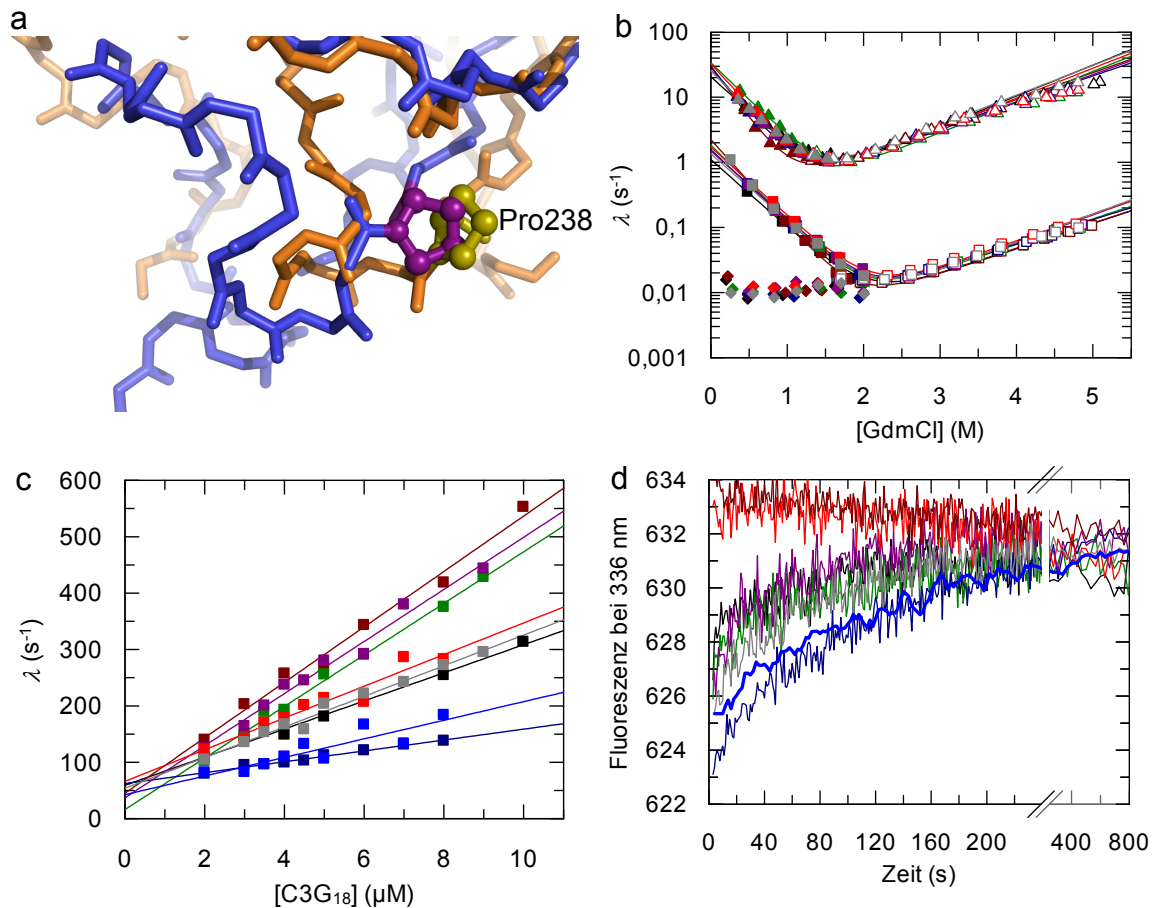 a
Pro238
b
100
10
1
0,1
0,01
0,001
λ (s⁻¹)
0 1 2 3 4 5
[GdmCl] (M)
c
600
500
400
300
200
100
0
λ (s⁻¹)
0 2 4 6 8 10
[C3G₁₈] (µM)
d
634
632
630
628
626
624
622
Fluoreszenz bei 336 nm
0 40 80 120 160 200 400 800
Zeit (s)